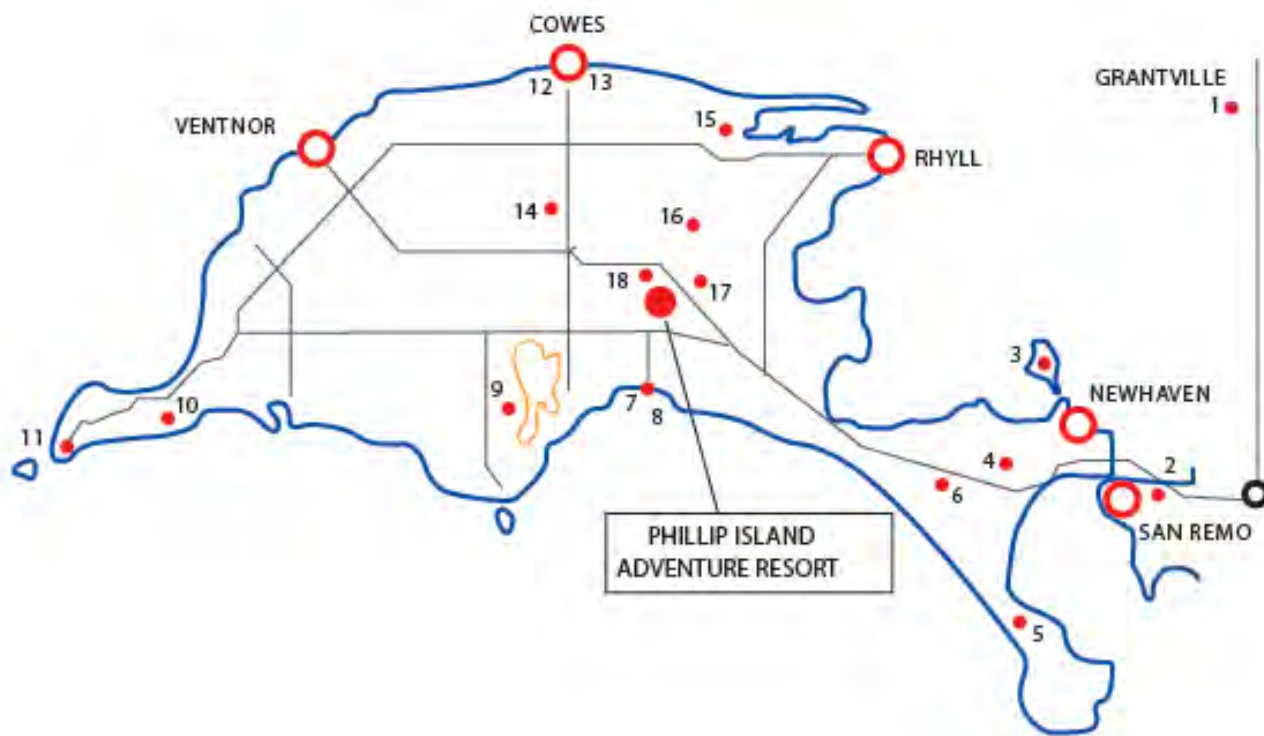 COWES
12 13
GRANTVILLE
1
VENTNOR
15
RHYLL
14
16
18
17
3
NEWHAVEN
9
10
7
8
11
4
2
6
SAN REMO
PHILLIP ISLAND
ADVENTURE RESORT
5